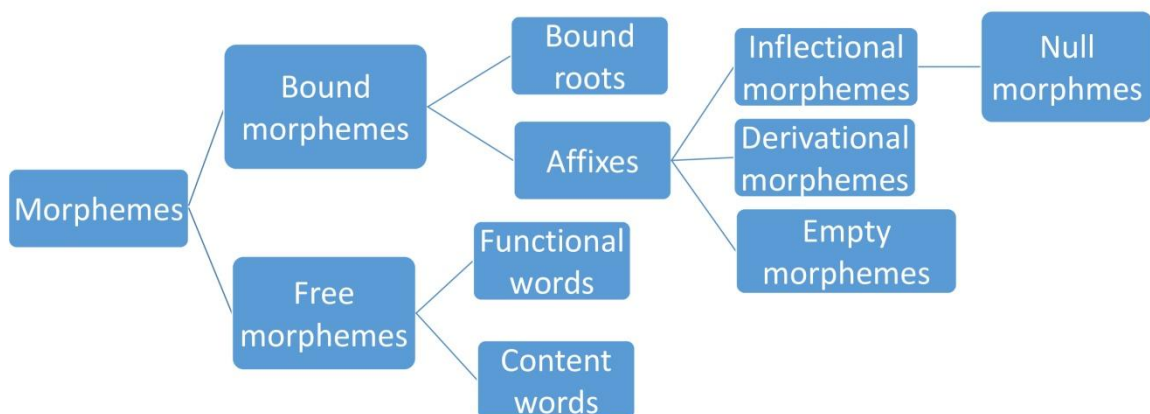 Morphemes
Bound
morphemes
Free
morphemes
Bound
roots
Affixes
Functional
words
Content
words
Inflectional
morphemes
Derivational
morphemes
Empty
morphemes
Null
morphmes